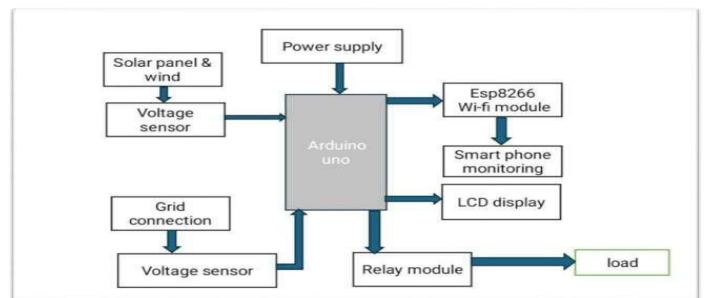 Power supply
Solar panel &
wind
Voltage
sensor
Arduino
uno
Esp8266
Wi-fi module
Smart phone
monitoring
LCD display
Grid
connection
Voltage sensor
Relay module
load